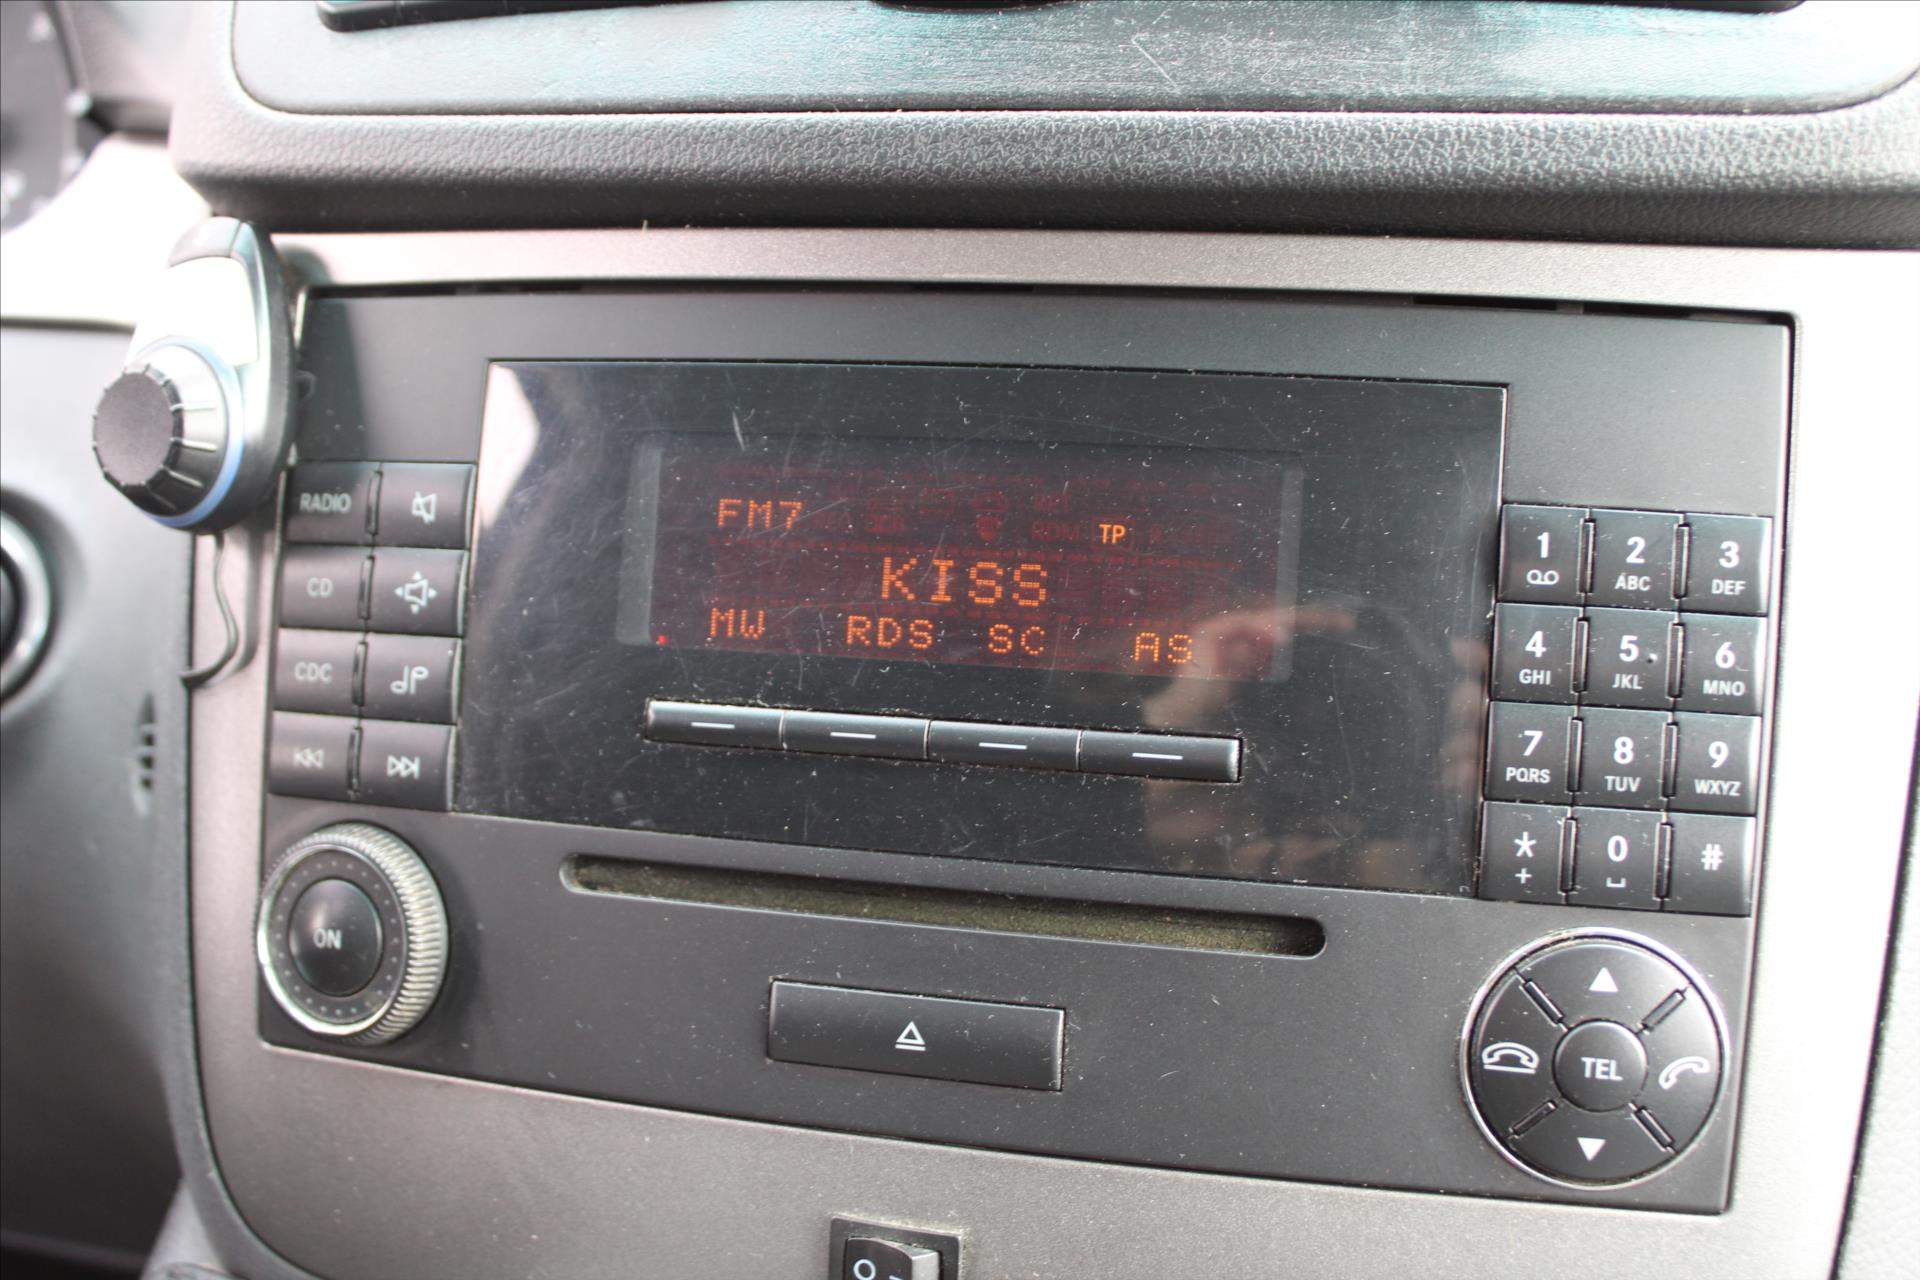 FM7
TP
KISS
MW RDS SC AS
RADIO
CD
CDC
ON
1
2 ABC
3 DEF
4 GHI
5 JKL
6 MNO
7 PQRS
8 TUV
9 WXYZ
*
+
0
#
TEL